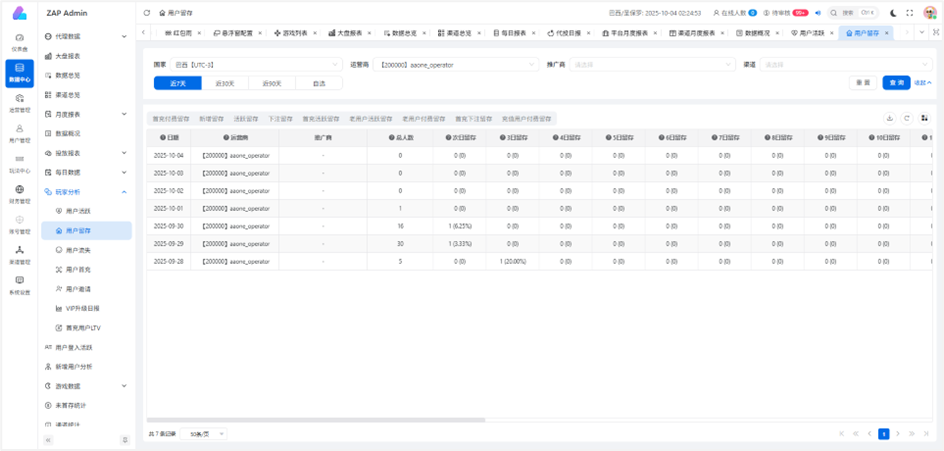 ZAP Admin
用户留存
巴西/圣保罗: 2025-10-04 02:24:53
在线人数 0
待审核 99+
搜索 Ctrl K
红包雨 × 悬浮窗配置 × 游戏列表 × 大盘报表 × 数据总览 × 渠道总览 × 每日报表 × 代投日报 × 平台月度报表 × 渠道月度报表 × 数据概况 × 用户活跃 × 用户留存 ×
仪表盘
数据中心
运营管理
用户管理
玩法中心
财务管理
账号管理
渠道管理
系统设置
代理数据
大盘报表
数据总览
渠道总览
月度报表
数据概况
投放报表
每日数据
玩家分析
用户活跃
用户留存
用户流失
用户首充
用户邀请
VIP升级日报
首充用户LTV
用户登入活跃
新增用户分析
游戏数据
未首存统计
国家 巴西【UTC-3】
运营商 【200000】aaone_operator
推广商 请选择
渠道 请选择
近7天 近30天 近90天 自选
重置 查询 收起
首充付费留存 新增留存 活跃留存 下注留存 首充活跃留存 老用户活跃留存 老用户付费留存 首充下注留存 充值用户付费留存
日期 运营商 推广商 总人数 次日留存 3日留存 4日留存 5日留存 6日留存 7日留存 8日留存 9日留存 10日留存
2025-10-04 【200000】aaone_operator - 0 0 (0) 0 (0) 0 (0) 0 (0) 0 (0) 0 (0) 0 (0) 0 (0) 0 (0)
2025-10-03 【200000】aaone_operator - 0 0 (0) 0 (0) 0 (0) 0 (0) 0 (0) 0 (0) 0 (0) 0 (0) 0 (0)
2025-10-02 【200000】aaone_operator - 0 0 (0) 0 (0) 0 (0) 0 (0) 0 (0) 0 (0) 0 (0) 0 (0) 0 (0)
2025-10-01 【200000】aaone_operator - 1 0 (0) 0 (0) 0 (0) 0 (0) 0 (0) 0 (0) 0 (0) 0 (0) 0 (0)
2025-09-30 【200000】aaone_operator - 16 1 (6.25%) 0 (0) 0 (0) 0 (0) 0 (0) 0 (0) 0 (0) 0 (0) 0 (0)
2025-09-29 【200000】aaone_operator - 30 1 (3.33%) 0 (0) 0 (0) 0 (0) 0 (0) 0 (0) 0 (0) 0 (0) 0 (0)
2025-09-28 【200000】aaone_operator - 5 0 (0) 1 (20.00%) 0 (0) 0 (0) 0 (0) 0 (0) 0 (0) 0 (0) 0 (0)
共 7 条记录 50条/页
1